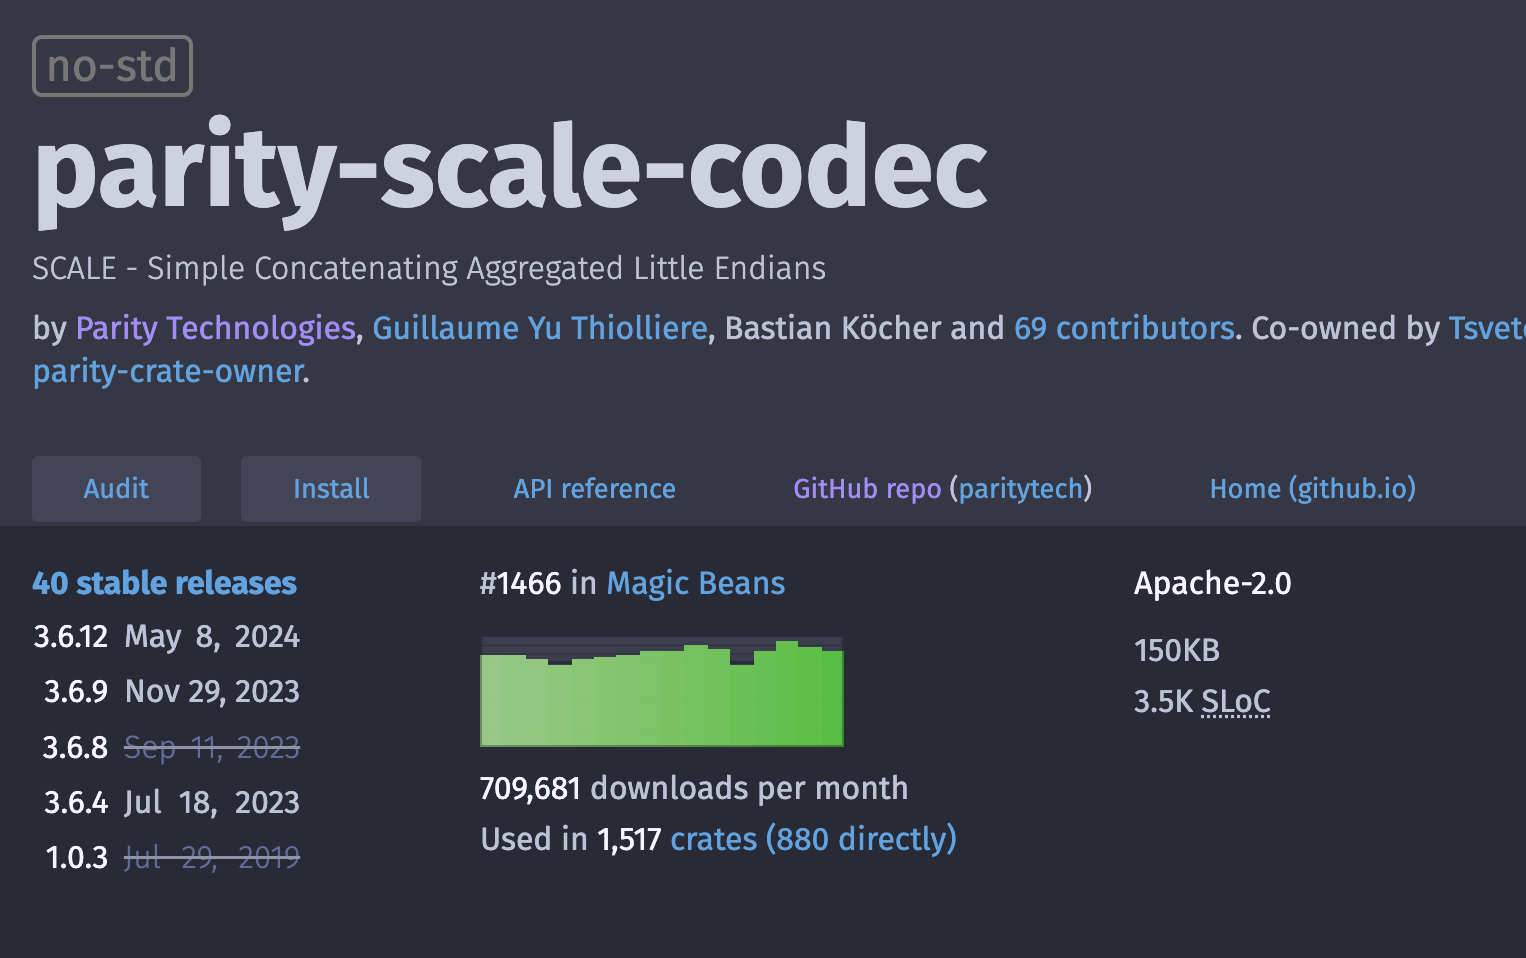 no-std
parity-scale-codec
SCALE - Simple Concatenating Aggregated Little Endians
by Parity Technologies, Guillaume Yu Thiolliere, Bastian Köcher and 69 contributors. Co-owned by
parity-crate-owner.
Audit Install API reference GitHub repo (paritytech) Home (github.io)
40 stable releases
3.6.12 May 8, 2024
3.6.9 Nov 29, 2023
3.6.8 Sep 11, 2023
3.6.4 Jul 18, 2023
1.0.3 Jul 29, 2019
#1466 in Magic Beans
709,681 downloads per month
Used in 1,517 crates (880 directly)
Apache-2.0
150KB
3.5K SLoC